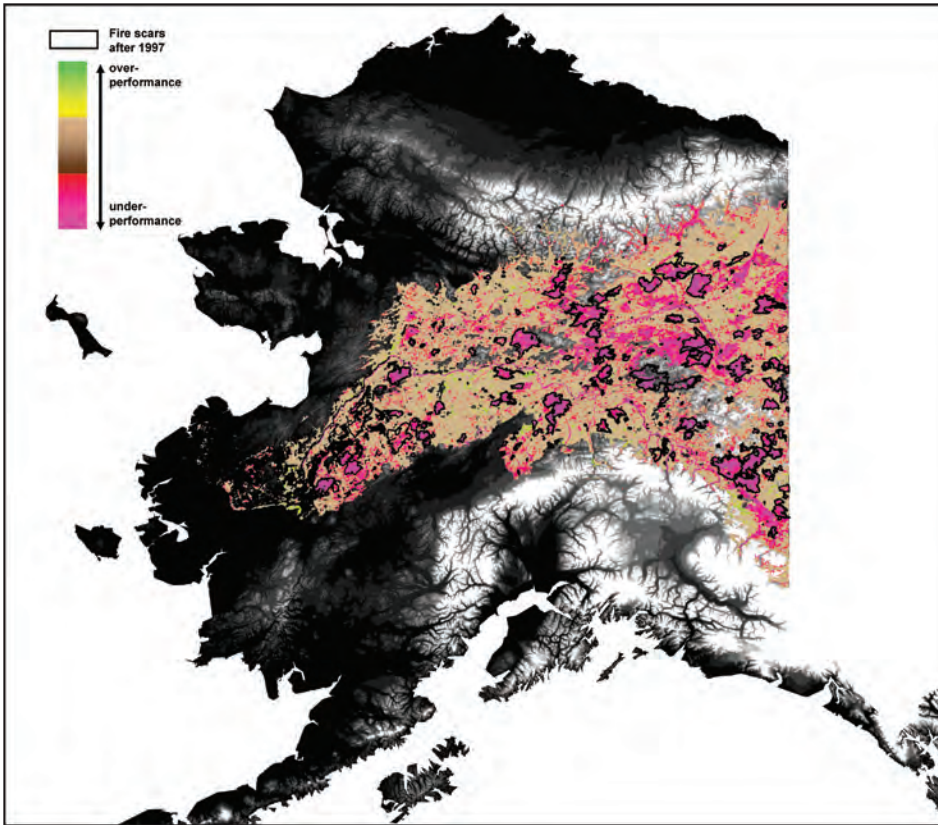 Fire scars
after 1997
over-
performance
under-
performance